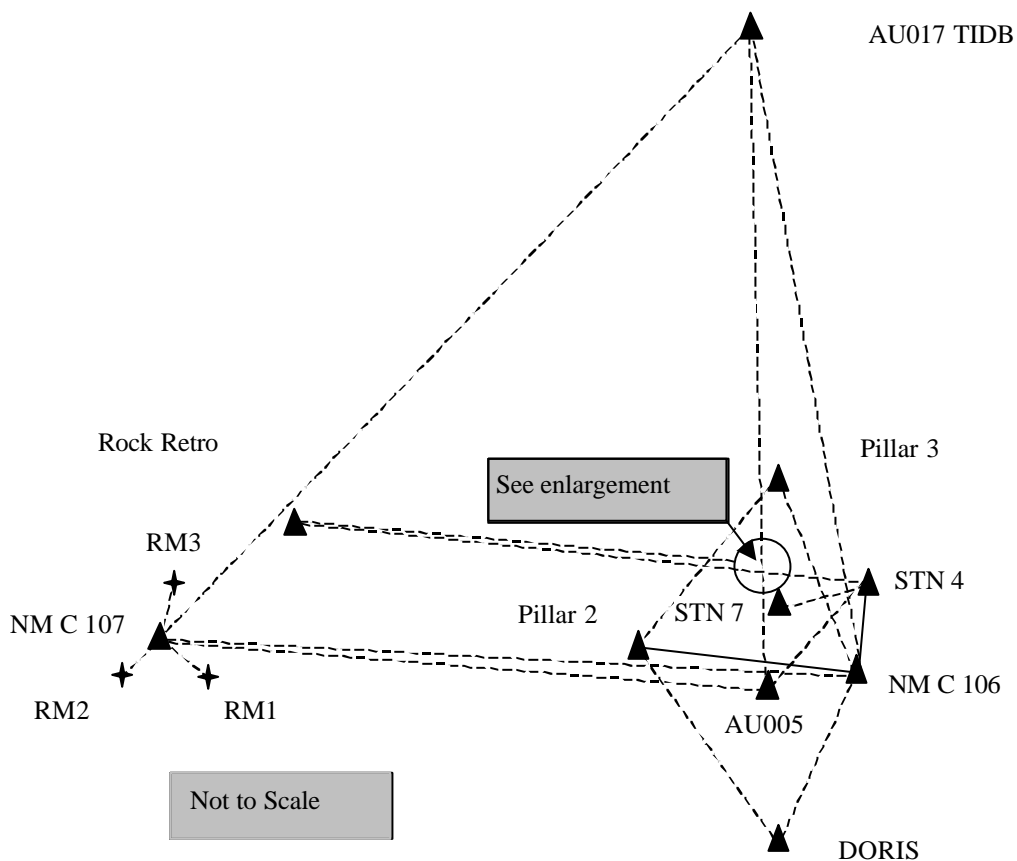 AU017 TIDB
Rock Retro
Pillar 3
See enlargement
RM3
STN 4
NM C 107
Pillar 2
STN 7
NM C 106
RM2
RM1
AU005
Not to Scale
DORIS